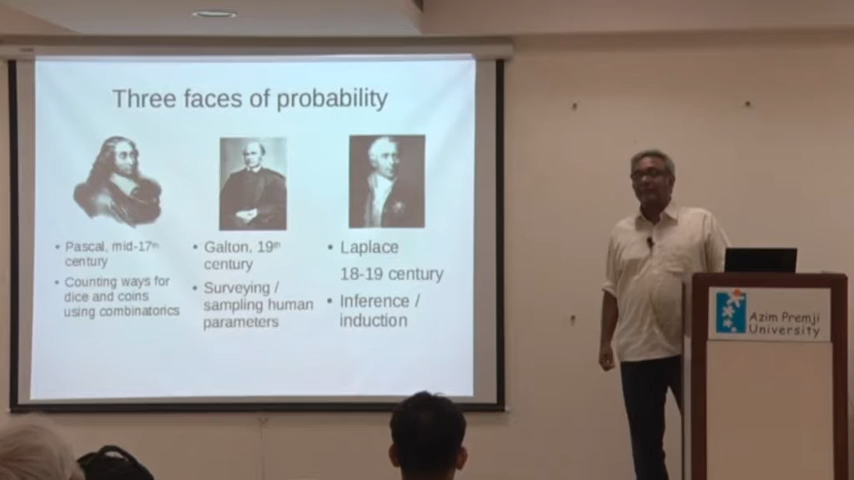 Three faces of probability
• Pascal, mid-17th
century
• Counting ways for
dice and coins
using combinatorics
• Galton, 19th
century
• Surveying /
sampling human
parameters
• Laplace
18-19 century
• Inference /
induction
Azim Premji
University